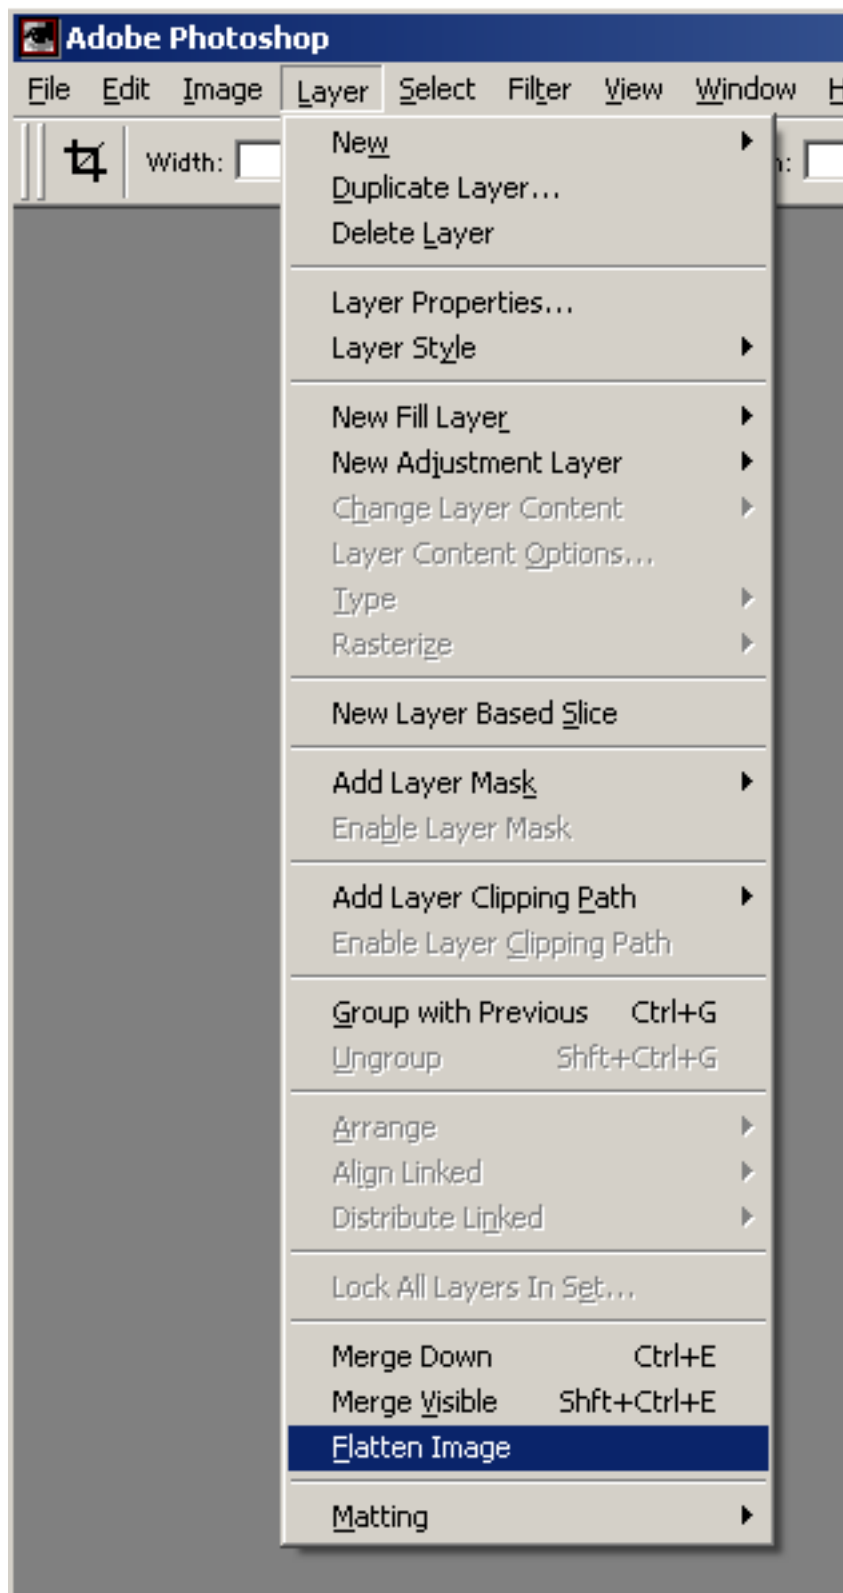 Adobe Photoshop
File Edit Image Layer Select Filter View Window H
Width:
New
Duplicate Layer...
Delete Layer
Layer Properties...
Layer Style
New Fill Layer
New Adjustment Layer
Change Layer Content
Layer Content Options...
Type
Rasterize
New Layer Based Slice
Add Layer Mask
Enable Layer Mask
Add Layer Clipping Path
Enable Layer Clipping Path
Group with Previous Ctrl+G
Ungroup Shft+Ctrl+G
Arrange
Align Linked
Distribute Linked
Lock All Layers In Set...
Merge Down Ctrl+E
Merge Visible Shft+Ctrl+E
Flatten Image
Matting